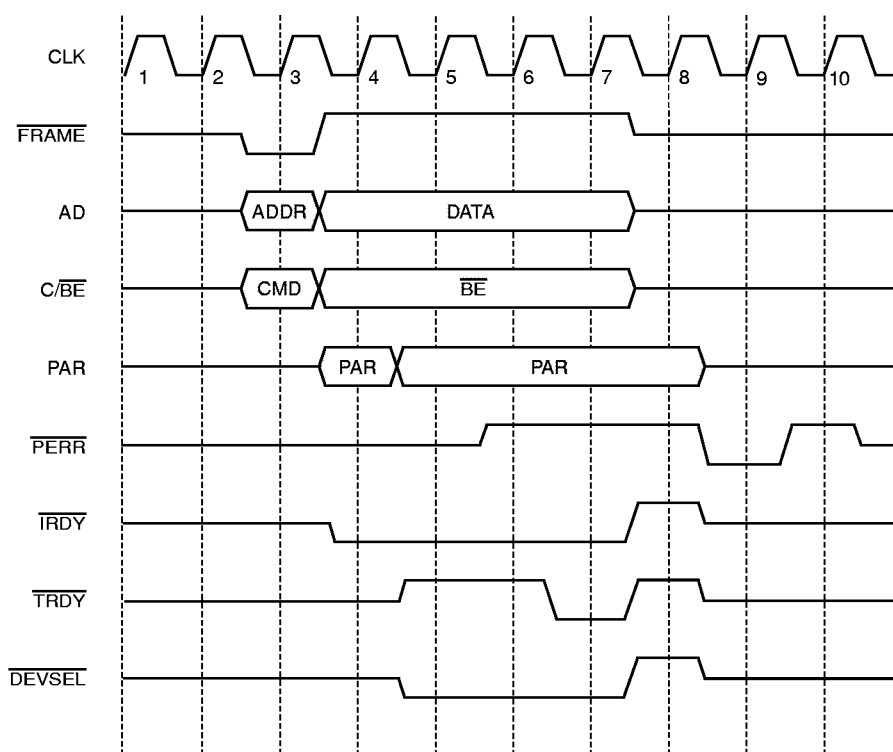 CLK
1 2 3 4 5 6 7 8 9 10
FRAME
AD ADDR DATA
C/BE CMD BE
PAR PAR PAR
PERR
IRDY
TRDY
DEVSEL